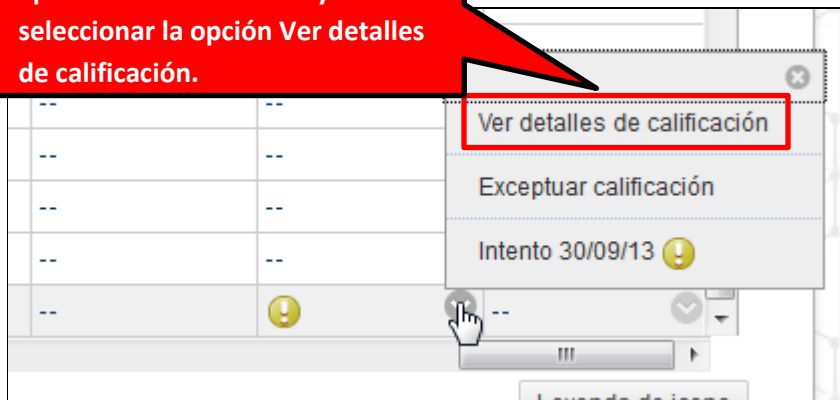 seleccionar la opción Ver detalles
de calificación.
-- --
Ver detalles de calificación
-- --
Exceptuar calificación
-- --
Intento 30/09/13
-- --
-- --